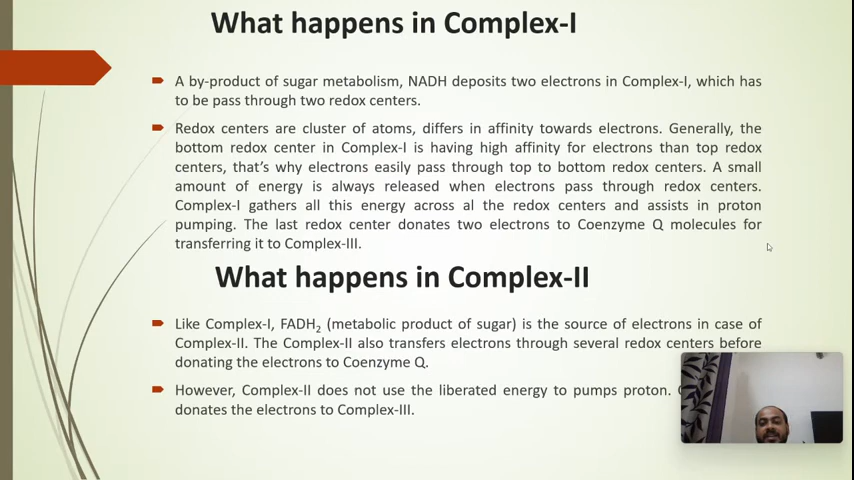 What happens in Complex-I
A by-product of sugar metabolism, NADH deposits two electrons in Complex-I, which has
to be pass through two redox centers.
Redox centers are cluster of atoms, differs in affinity towards electrons. Generally, the
bottom redox center in Complex-I is having high affinity for electrons than top redox
centers, that's why electrons easily pass through top to bottom redox centers. A small
amount of energy is always released when electrons pass through redox centers.
Complex-I gathers all this energy across al the redox centers and assists in proton
pumping. The last redox center donates two electrons to Coenzyme Q molecules for
transferring it to Complex-III.
What happens in Complex-II
Like Complex-I, FADH₂ (metabolic product of sugar) is the source of electrons in case of
Complex-II. The Complex-II also transfers electrons through several redox centers before
donating the electrons to Coenzyme Q.
However, Complex-II does not use the liberated energy to pumps proton.
donates the electrons to Complex-III.